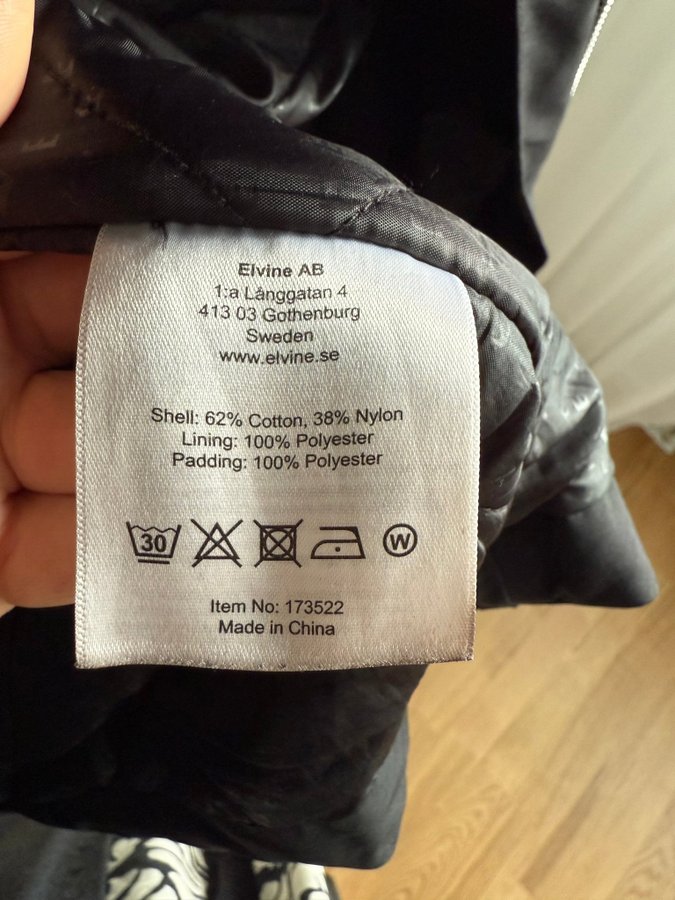 Elvine AB
1:a Långgatan 4
413 03 Gothenburg
Sweden
www.elvine.se
Shell: 62% Cotton, 38% Nylon
Lining: 100% Polyester
Padding: 100% Polyester
30 W
Item No: 173522
Made in China